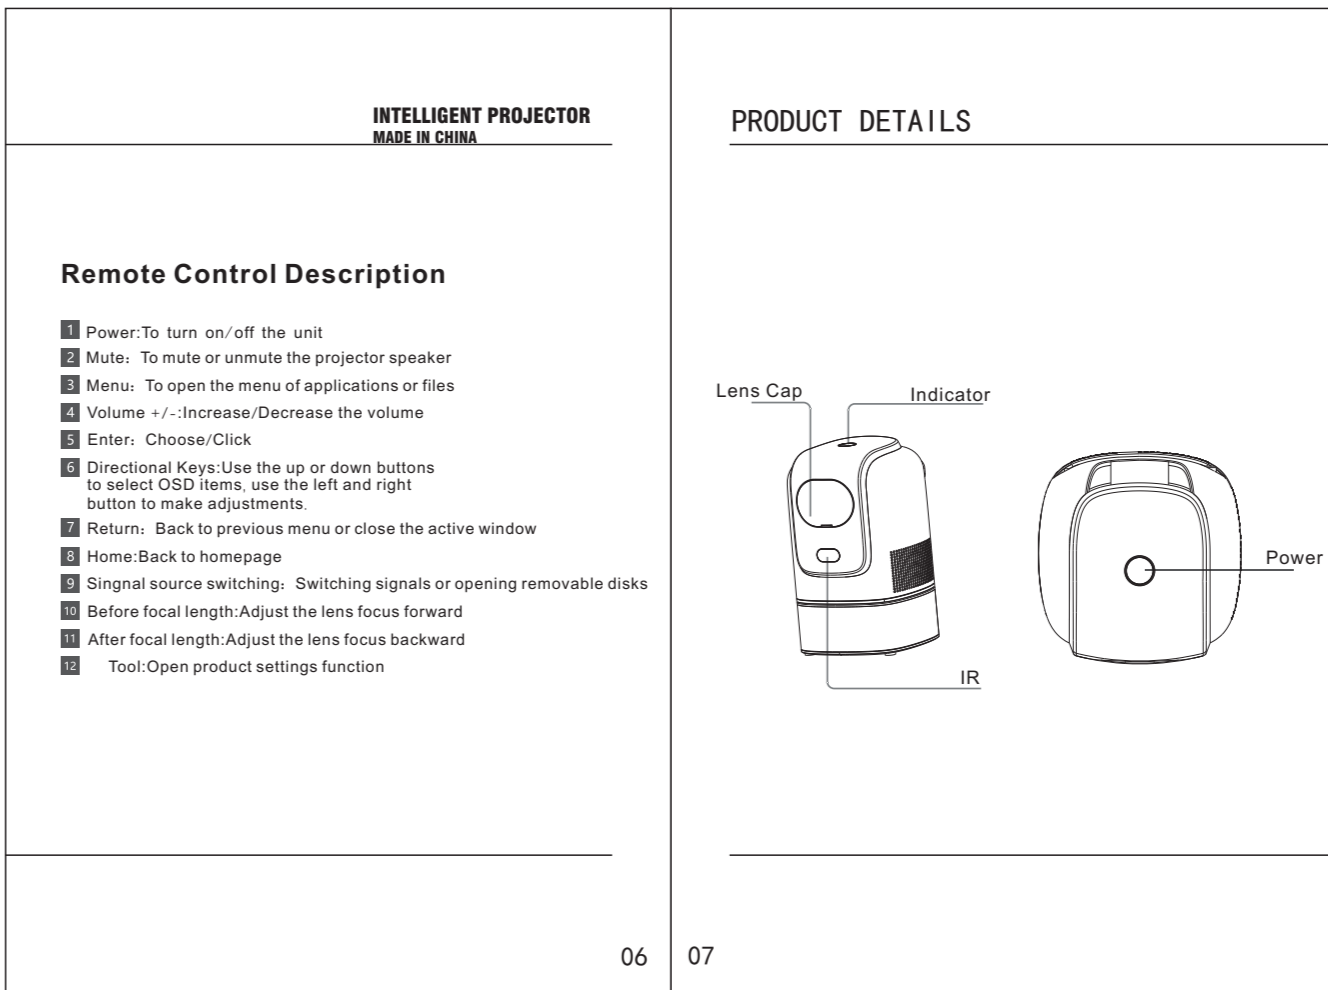 INTELLIGENT PROJECTOR
MADE IN CHINA
Remote Control Description
1 Power:To turn on/off the unit
2 Mute：To mute or unmute the projector speaker
3 Menu：To open the menu of applications or files
4 Volume +/-:Increase/Decrease the volume
5 Enter：Choose/Click
6 Directional Keys:Use the up or down buttons
to select OSD items, use the left and right
button to make adjustments.
7 Return：Back to previous menu or close the active window
8 Home:Back to homepage
9 Singnal source switching：Switching signals or opening removable disks
10 Before focal length:Adjust the lens focus forward
11 After focal length:Adjust the lens focus backward
12 Tool:Open product settings function
06
PRODUCT DETAILS
Lens Cap
Indicator
Power
IR
07